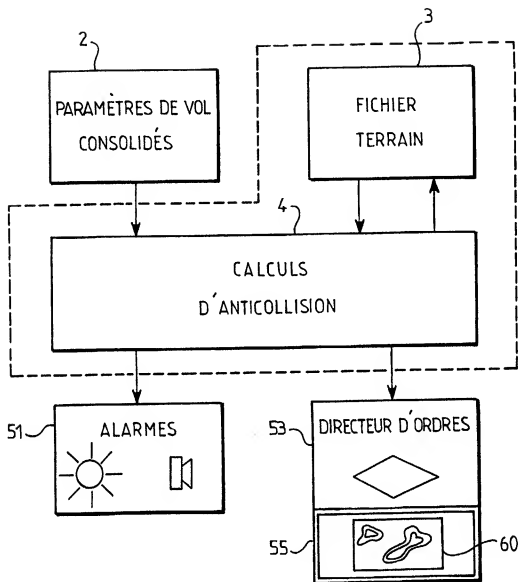 2
3
PARAMÈTRES DE VOL
CONSOLIDÉS
FICHIER
TERRAIN
4
CALCULS
D'ANTICOLLISION
51
ALARMES
53
DIRECTEUR D'ORDRES
55
60